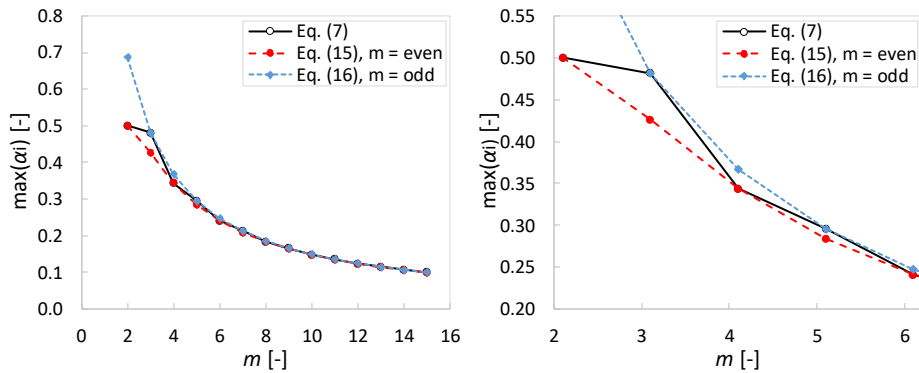 0.8
0.7
0.6
0.5
0.4
0.3
0.2
0.1
0.0
max(αi) [-]
Eq. (7)
Eq. (15), m = even
Eq. (16), m = odd
0 2 4 6 8 10 12 14 16
m [-]
0.55
0.50
0.45
0.40
0.35
0.30
0.25
0.20
max(αi) [-]
Eq. (7)
Eq. (15), m = even
Eq. (16), m = odd
2 3 4 5 6
m [-]